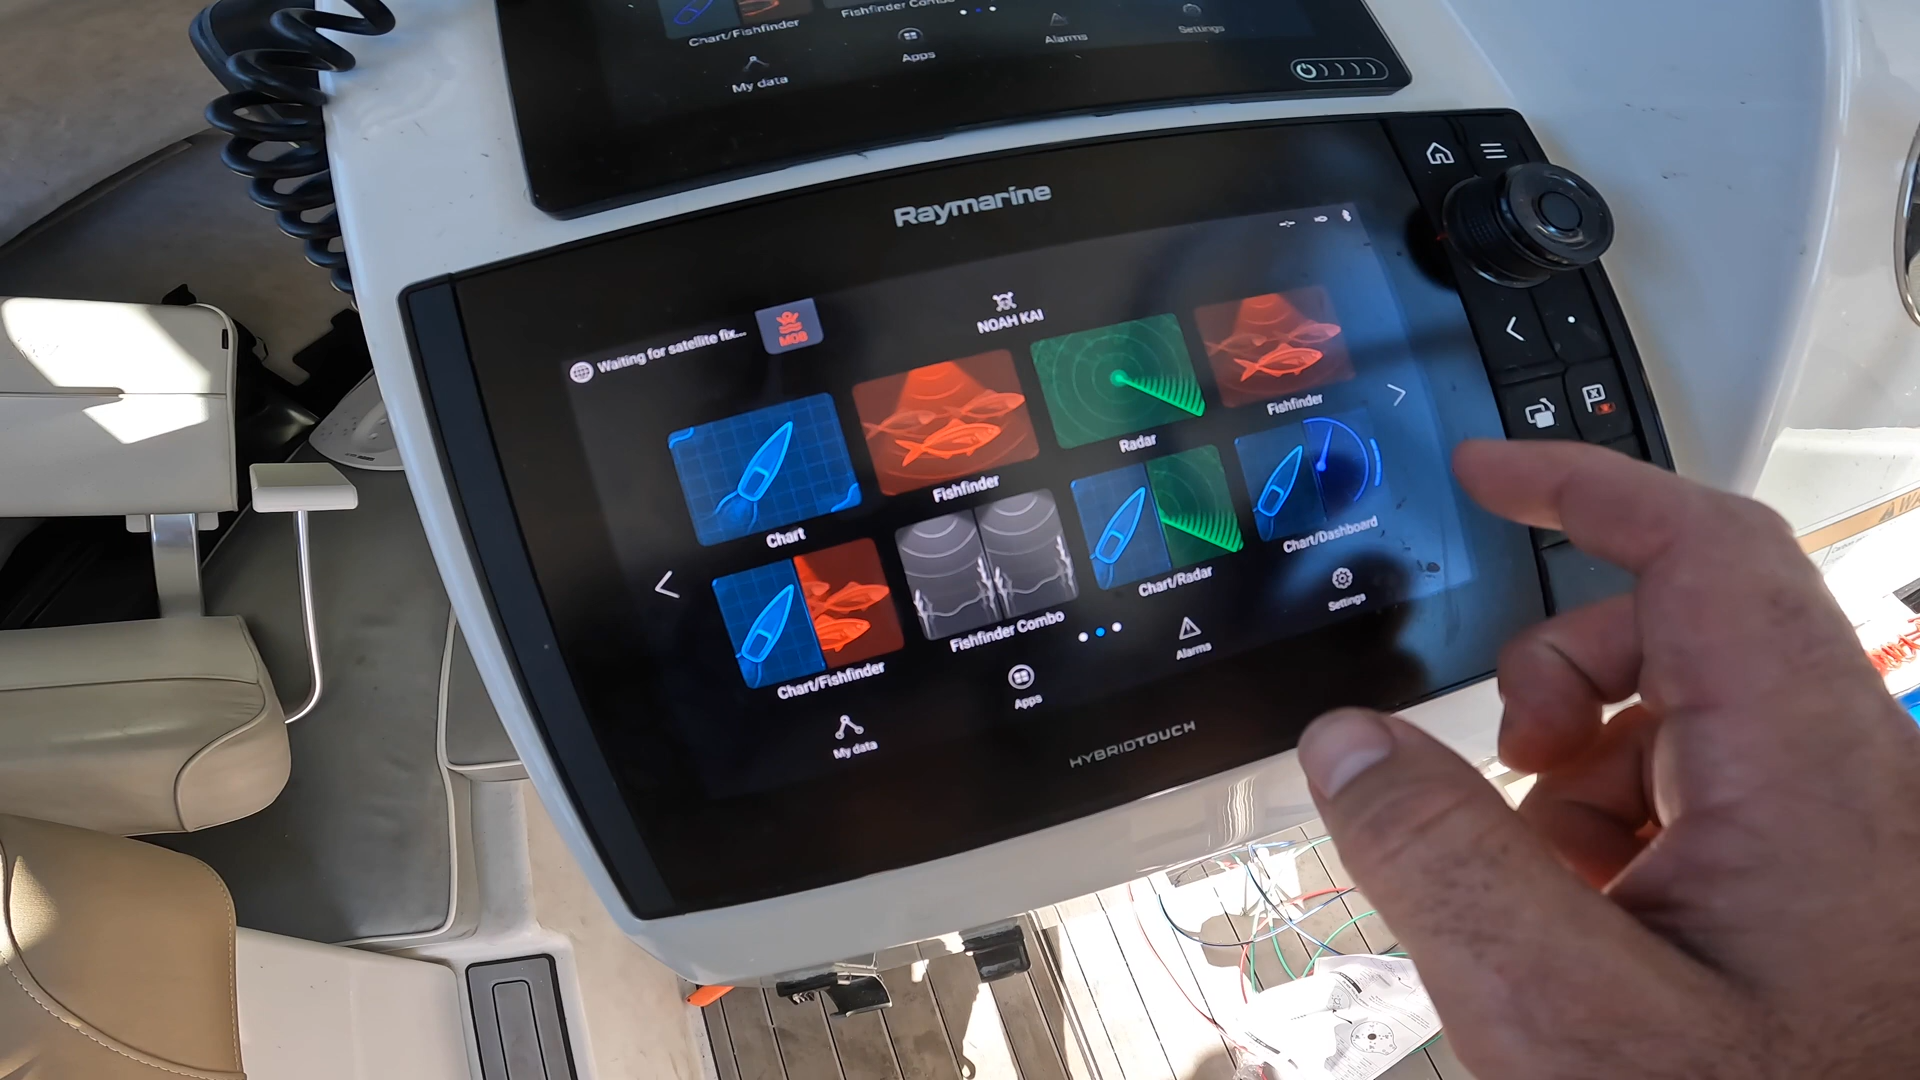 Chart/Fishfinder
Fishfinder Combo
Settings
Alarms
Apps
My data
Raymarine
Waiting for satellite fix...
MOB
NOAH KAI
Chart
Fishfinder
Radar
Fishfinder
Chart/Fishfinder
Fishfinder Combo
Chart/Radar
Chart/Dashboard
My data
Apps
Alarms
Settings
HYBRIDTOUCH